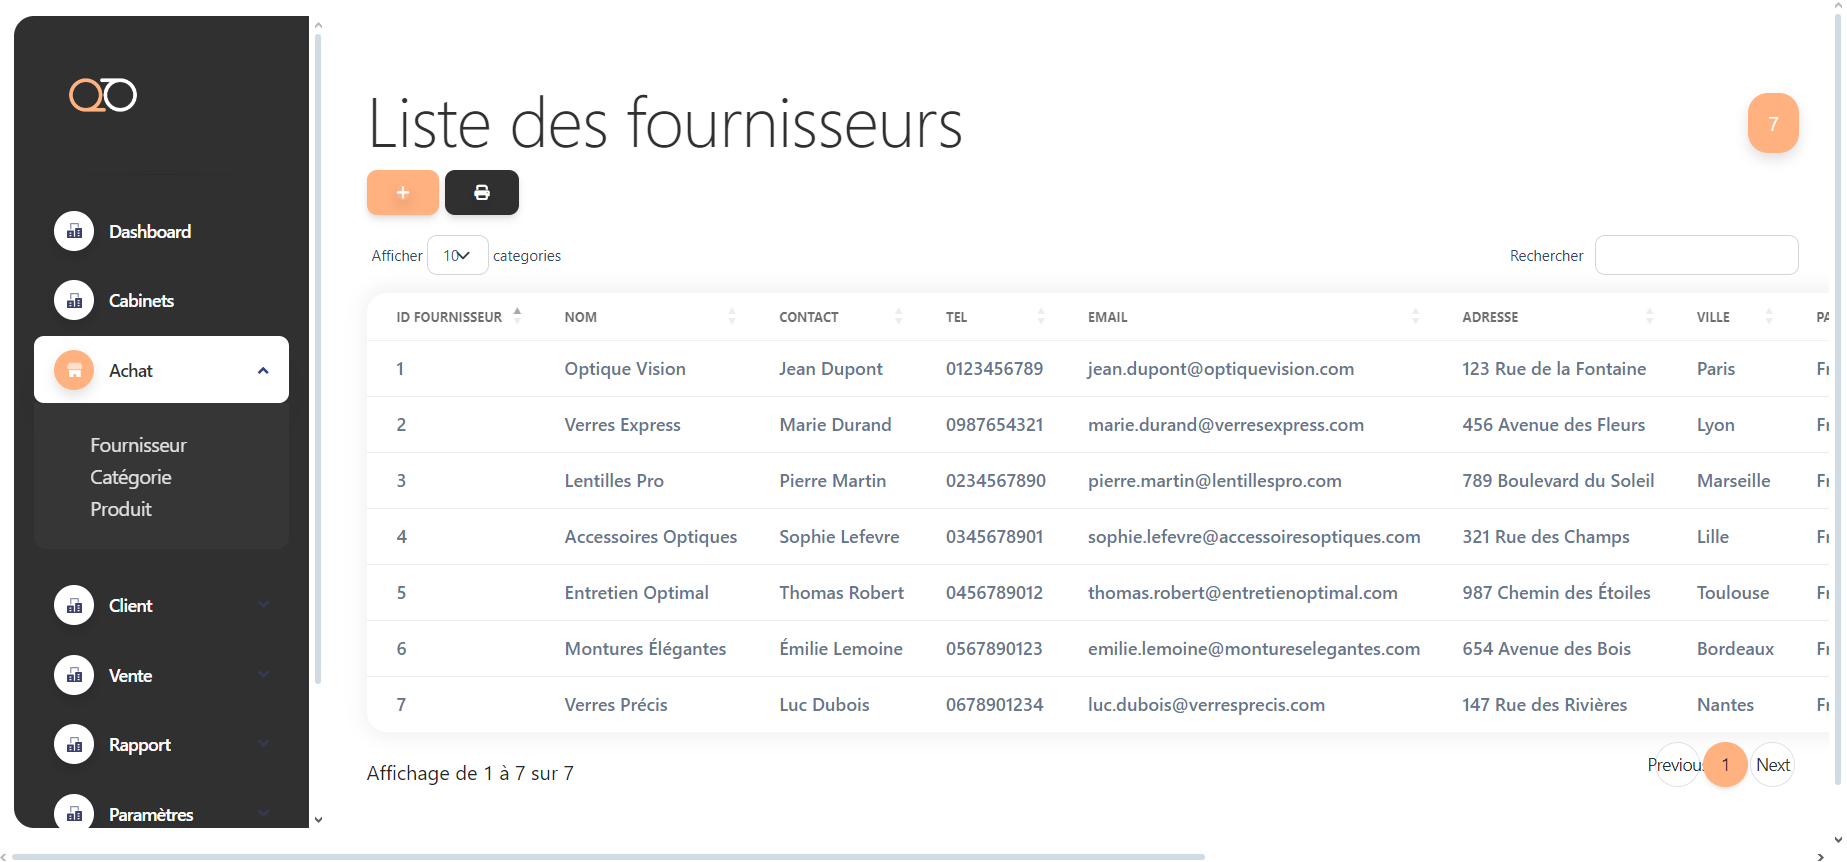 Dashboard
Cabinets
Achat
Fournisseur
Catégorie
Produit
Client
Vente
Rapport
Paramètres
Liste des fournisseurs
7
+
Afficher 10 categories
Rechercher
ID FOURNISSEUR NOM CONTACT TEL EMAIL ADRESSE VILLE PA
1 Optique Vision Jean Dupont 0123456789 jean.dupont@optiquevision.com 123 Rue de la Fontaine Paris Fr
2 Verres Express Marie Durand 0987654321 marie.durand@verresexpress.com 456 Avenue des Fleurs Lyon Fr
3 Lentilles Pro Pierre Martin 0234567890 pierre.martin@lentillespro.com 789 Boulevard du Soleil Marseille Fr
4 Accessoires Optiques Sophie Lefevre 0345678901 sophie.lefevre@accessoiresoptiques.com 321 Rue des Champs Lille Fr
5 Entretien Optimal Thomas Robert 0456789012 thomas.robert@entretienoptimal.com 987 Chemin des Étoiles Toulouse Fr
6 Montures Élégantes Émilie Lemoine 0567890123 emilie.lemoine@montureselegantes.com 654 Avenue des Bois Bordeaux Fr
7 Verres Précis Luc Dubois 0678901234 luc.dubois@verresprecis.com 147 Rue des Rivières Nantes Fr
Affichage de 1 à 7 sur 7
Previou 1 Next